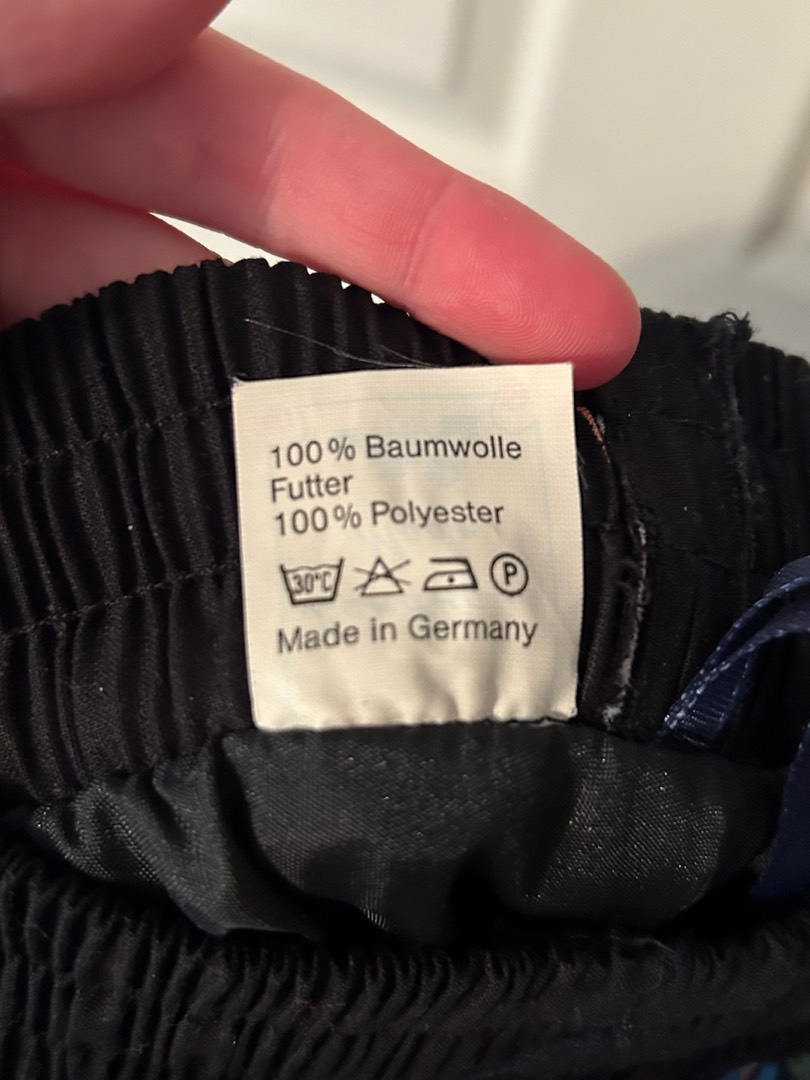 100% Baumwolle
Futter
100% Polyester
30°C P
Made in Germany